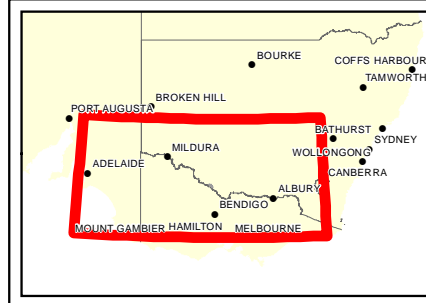 BOURKE
COFFS HARBOUR
TAMWORTH
BROKEN HILL
PORT AUGUSTA
BATHURST
SYDNEY
MILDURA
WOLLONGONG
ADELAIDE
CANBERRA
ALBURY
BENDIGO
MOUNT GAMBIER
HAMILTON
MELBOURNE